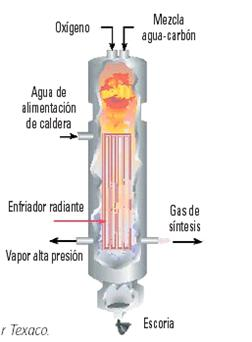 Oxígeno
Mezcla
agua-carbón
Agua de
alimentación
de caldera
Enfriador radiante
Gas de
síntesis
Vapor alta presión
Escoria
r Texaco.